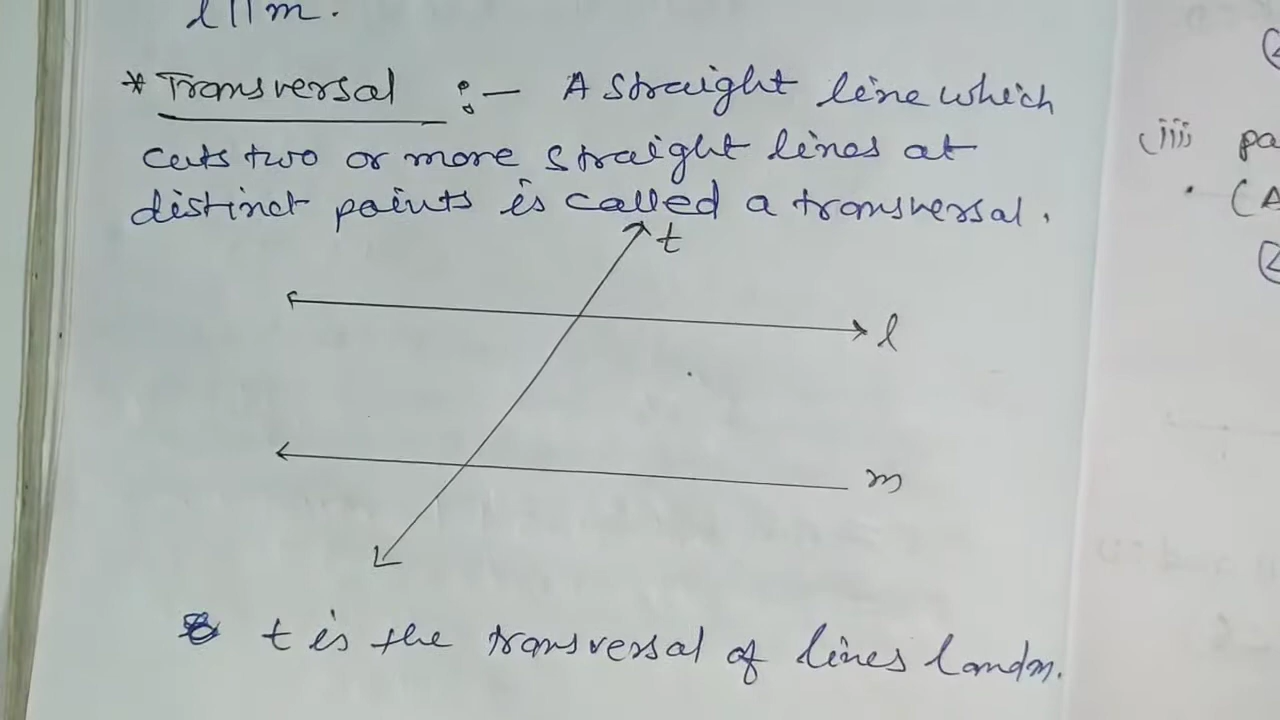 l||m.
* Transversal :- A straight line which
cuts two or more straight lines at
distinct points is called a transversal.
t
l
m
t is the transversal of lines l and m.
(iii) pa
(A